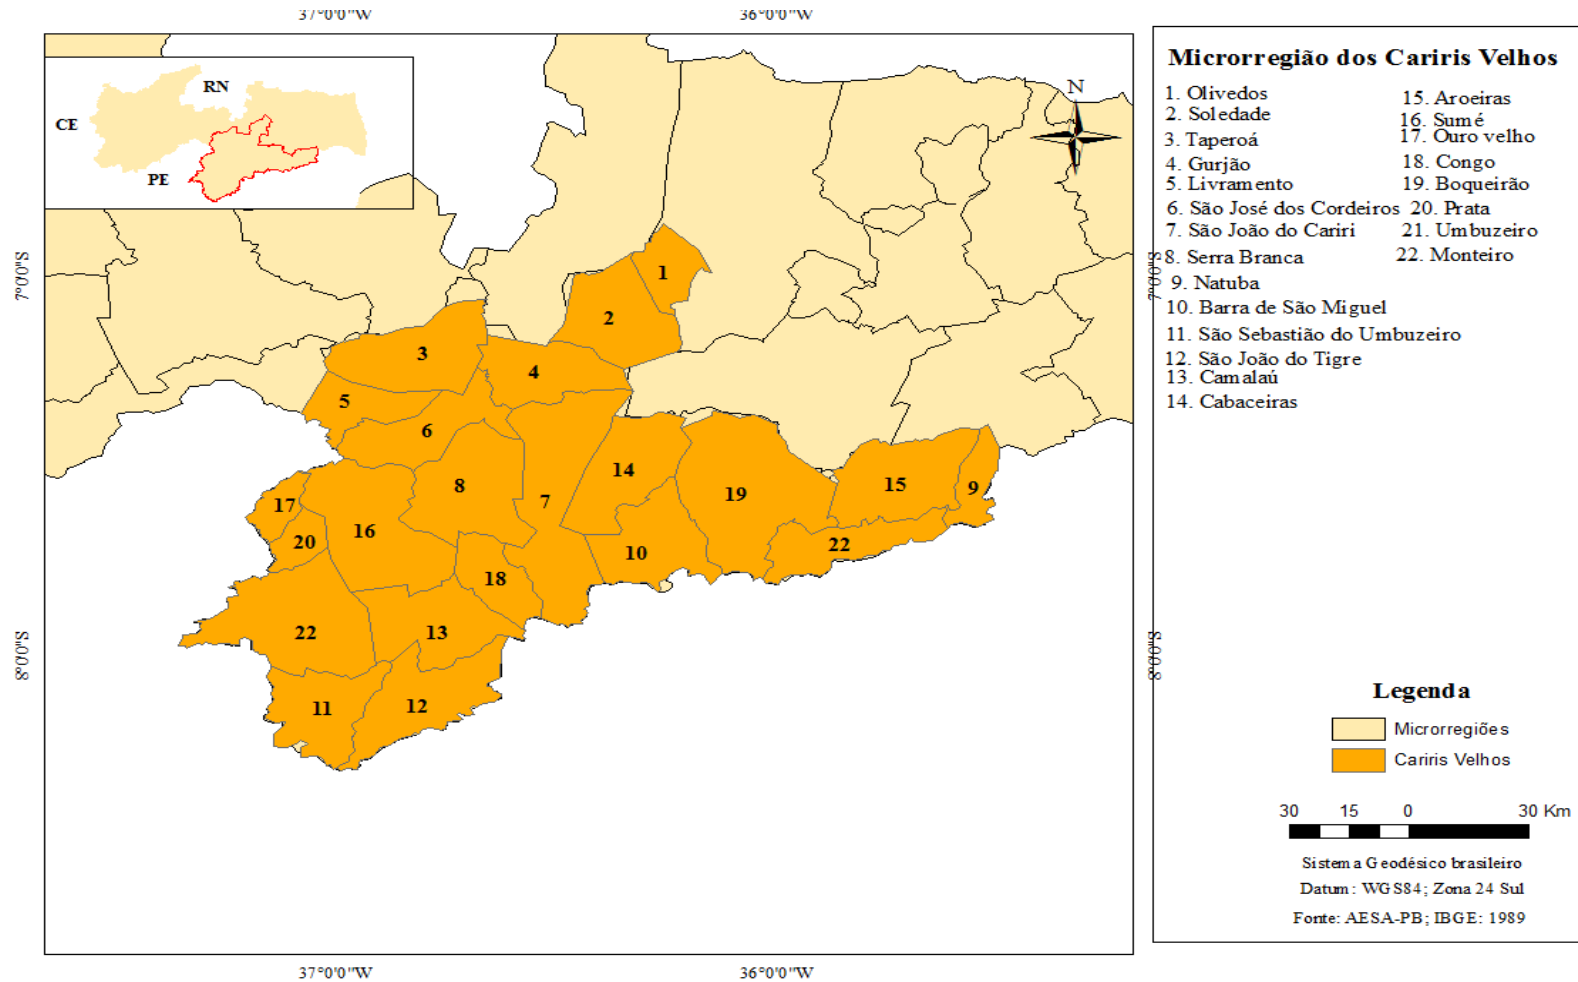 37°0'0"W 36°0'0"W
RN
CE
PE
N
7°0'0"S
7°0'0"S
8°0'0"S
8°0'0"S
1
2
3
4
5
6
14
8
7
19
15
9
17
16
20
22
10
18
22
13
11
12
37°0'0"W 36°0'0"W
Microrregião dos Cariris Velhos
1. Olivedos
2. Soledade
3. Taperoá
4. Gurjão
5. Livramento
6. São José dos Cordeiros
7. São João do Cariri
8. Serra Branca
9. Natuba
10. Barra de São Miguel
11. São Sebastião do Umbuzeiro
12. São João do Tigre
13. Camalaú
14. Cabaceiras
15. Aroeiras
16. Sumé
17. Ouro velho
18. Congo
19. Boqueirão
20. Prata
21. Umbuzeiro
22. Monteiro
Legenda
Microrregiões
Cariris Velhos
30 15 0 30 Km
Sistema Geodésico brasileiro
Datum: WGS84; Zona 24 Sul
Fonte: AESA-PB; IBGE: 1989